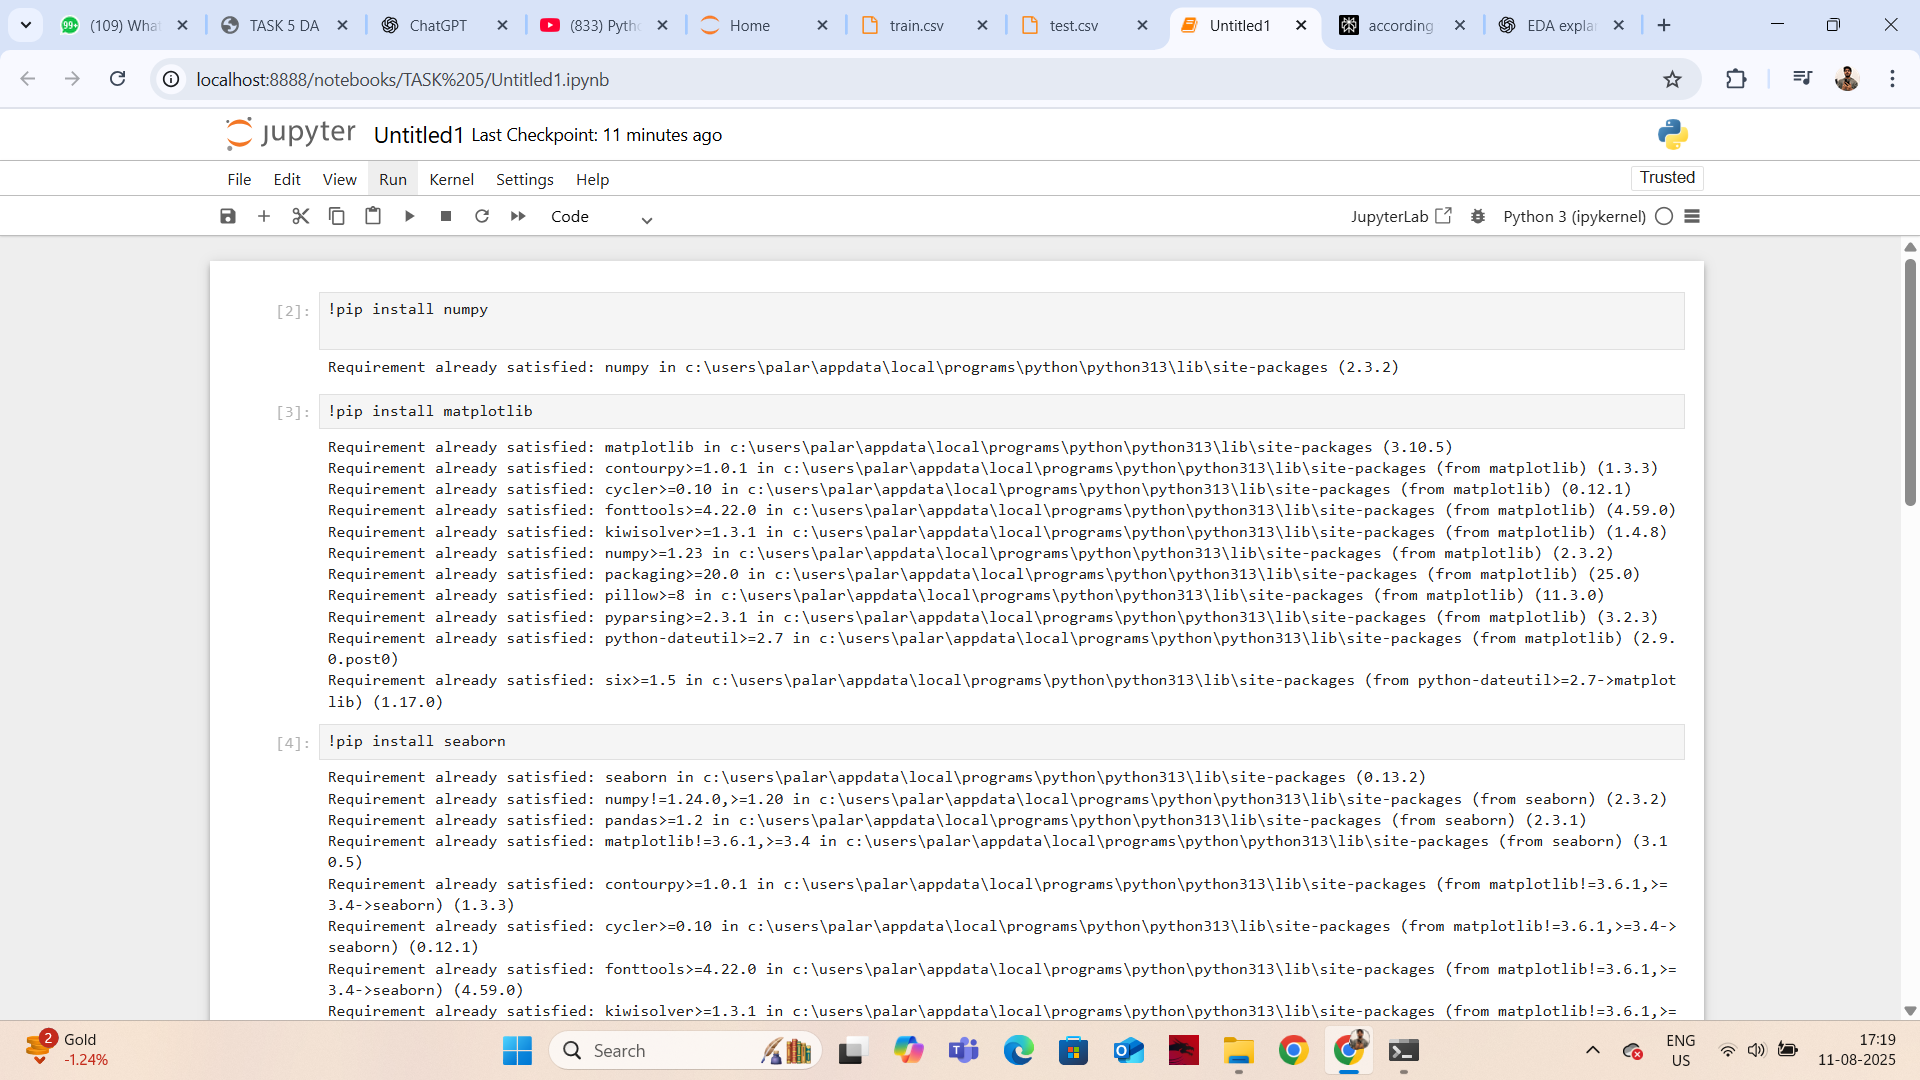 (109) What
TASK 5 DA
ChatGPT
(833) Pytho
Home
train.csv
test.csv
Untitled1
according
EDA expla
localhost:8888/notebooks/TASK%205/Untitled1.ipynb
jupyter Untitled1 Last Checkpoint: 11 minutes ago
File Edit View Run Kernel Settings Help
Trusted
Code
JupyterLab
Python 3 (ipykernel)
[2]: !pip install numpy
Requirement already satisfied: numpy in c:\users\palar\appdata\local\programs\python\python313\lib\site-packages (2.3.2)
[3]: !pip install matplotlib
Requirement already satisfied: matplotlib in c:\users\palar\appdata\local\programs\python\python313\lib\site-packages (3.10.5)
Requirement already satisfied: contourpy>=1.0.1 in c:\users\palar\appdata\local\programs\python\python313\lib\site-packages (from matplotlib) (1.3.3)
Requirement already satisfied: cycler>=0.10 in c:\users\palar\appdata\local\programs\python\python313\lib\site-packages (from matplotlib) (0.12.1)
Requirement already satisfied: fonttools>=4.22.0 in c:\users\palar\appdata\local\programs\python\python313\lib\site-packages (from matplotlib) (4.59.0)
Requirement already satisfied: kiwisolver>=1.3.1 in c:\users\palar\appdata\local\programs\python\python313\lib\site-packages (from matplotlib) (1.4.8)
Requirement already satisfied: numpy>=1.23 in c:\users\palar\appdata\local\programs\python\python313\lib\site-packages (from matplotlib) (2.3.2)
Requirement already satisfied: packaging>=20.0 in c:\users\palar\appdata\local\programs\python\python313\lib\site-packages (from matplotlib) (25.0)
Requirement already satisfied: pillow>=8 in c:\users\palar\appdata\local\programs\python\python313\lib\site-packages (from matplotlib) (11.3.0)
Requirement already satisfied: pyparsing>=2.3.1 in c:\users\palar\appdata\local\programs\python\python313\lib\site-packages (from matplotlib) (3.2.3)
Requirement already satisfied: python-dateutil>=2.7 in c:\users\palar\appdata\local\programs\python\python313\lib\site-packages (from matplotlib) (2.9.
0.post0)
Requirement already satisfied: six>=1.5 in c:\users\palar\appdata\local\programs\python\python313\lib\site-packages (from python-dateutil>=2.7->matplot
lib) (1.17.0)
[4]: !pip install seaborn
Requirement already satisfied: seaborn in c:\users\palar\appdata\local\programs\python\python313\lib\site-packages (0.13.2)
Requirement already satisfied: numpy!=1.24.0,>=1.20 in c:\users\palar\appdata\local\programs\python\python313\lib\site-packages (from seaborn) (2.3.2)
Requirement already satisfied: pandas>=1.2 in c:\users\palar\appdata\local\programs\python\python313\lib\site-packages (from seaborn) (2.3.1)
Requirement already satisfied: matplotlib!=3.6.1,>=3.4 in c:\users\palar\appdata\local\programs\python\python313\lib\site-packages (from seaborn) (3.1
0.5)
Requirement already satisfied: contourpy>=1.0.1 in c:\users\palar\appdata\local\programs\python\python313\lib\site-packages (from matplotlib!=3.6.1,>=
3.4->seaborn) (1.3.3)
Requirement already satisfied: cycler>=0.10 in c:\users\palar\appdata\local\programs\python\python313\lib\site-packages (from matplotlib!=3.6.1,>=3.4->
seaborn) (0.12.1)
Requirement already satisfied: fonttools>=4.22.0 in c:\users\palar\appdata\local\programs\python\python313\lib\site-packages (from matplotlib!=3.6.1,>=
3.4->seaborn) (4.59.0)
Requirement already satisfied: kiwisolver>=1.3.1 in c:\users\palar\appdata\local\programs\python\python313\lib\site-packages (from matplotlib!=3.6.1,>=
2
Gold
-1.24%
Search
ENG
US
17:19
11-08-2025